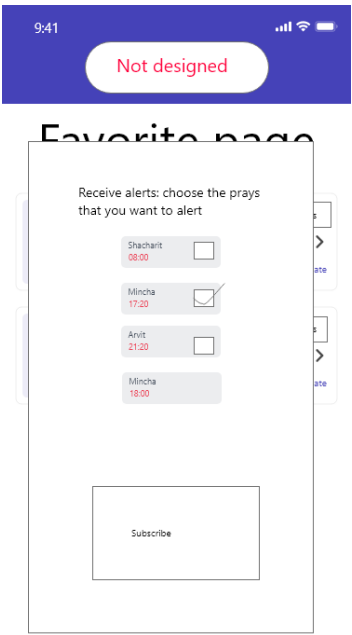 9:41
Not designed
Favorite page
Receive alerts: choose the prays
that you want to alert
Shacharit
08:00
Mincha
17:20
Arvit
21:20
Mincha
18:00
Subscribe